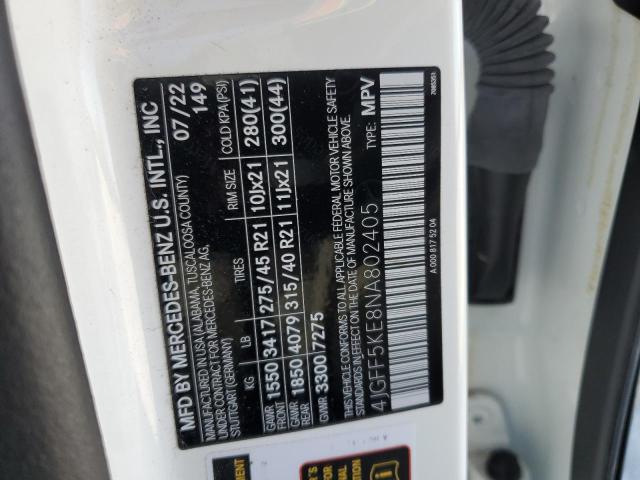 MFD BY MERCEDES-BENZ U.S. INTL., INC
MANUFACTURED IN USA (ALABAMA, TUSCALOOSA COUNTY) 07/22
UNDER CONTRACT FOR MERCEDES-BENZ AG, 149
STUTTGART (GERMANY)
KG LB TIRES RIM SIZE COLD KPA(PSI)
GAWR FRONT 1550 3417 275/45 R21 10Jx21 280(41)
GAWR REAR 1850 4079 315/40 R21 11Jx21 300(44)
GVWR 3300 7275
THIS VEHICLE CONFORMS TO ALL APPLICABLE FEDERAL MOTOR VEHICLE SAFETY
STANDARDS IN EFFECT ON THE DATE OF MANUFACTURE SHOWN ABOVE.
4JGFF5KE8NA802405 TYPE: MPV
A 000 817 52 04